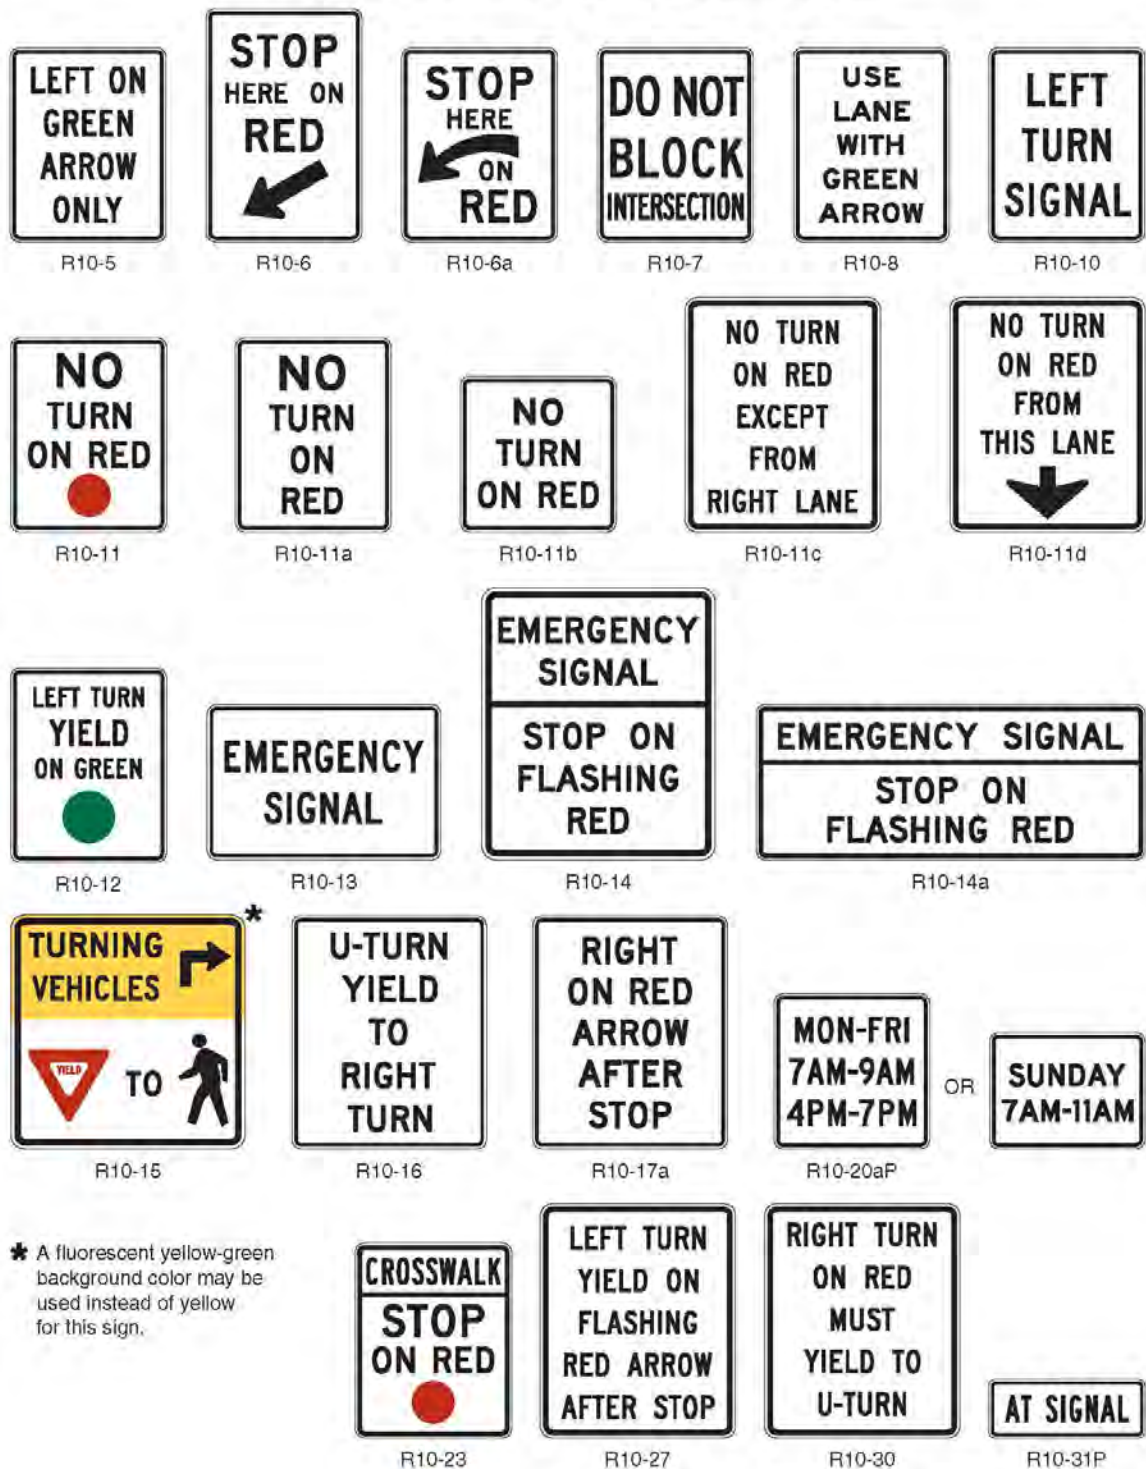 LEFT ON
GREEN
ARROW
ONLY
R10-5
STOP
HERE ON
RED
R10-6
STOP
HERE
ON
RED
R10-6a
DO NOT
BLOCK
INTERSECTION
R10-7
USE
LANE
WITH
GREEN
ARROW
R10-8
LEFT
TURN
SIGNAL
R10-10
NO
TURN
ON RED
R10-11
NO
TURN
ON
RED
R10-11a
NO
TURN
ON RED
R10-11b
NO TURN
ON RED
EXCEPT
FROM
RIGHT LANE
R10-11c
NO TURN
ON RED
FROM
THIS LANE
R10-11d
LEFT TURN
YIELD
ON GREEN
R10-12
EMERGENCY
SIGNAL
R10-13
EMERGENCY
SIGNAL
STOP ON
FLASHING
RED
R10-14
EMERGENCY SIGNAL
STOP ON
FLASHING RED
R10-14a
*
TURNING
VEHICLES
YIELD
TO
R10-15
U-TURN
YIELD
TO
RIGHT
TURN
R10-16
RIGHT
ON RED
ARROW
AFTER
STOP
R10-17a
MON-FRI
7AM-9AM
4PM-7PM
R10-20aP
OR
SUNDAY
7AM-11AM
* A fluorescent yellow-green
background color may be
used instead of yellow
for this sign.
CROSSWALK
STOP
ON RED
R10-23
LEFT TURN
YIELD ON
FLASHING
RED ARROW
AFTER STOP
R10-27
RIGHT TURN
ON RED
MUST
YIELD TO
U-TURN
R10-30
AT SIGNAL
R10-31P